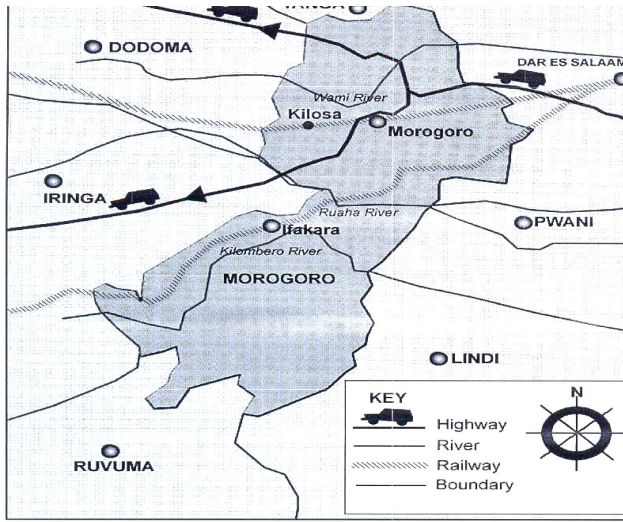 TANGA
DODOMA
DAR ES SALAAM
Wami River
Kilosa
Morogoro
IRINGA
Ruaha River
PWANI
Ifakara
Kilombero River
MOROGORO
LINDI
KEY
N
Highway
River
Railway
Boundary
RUVUMA